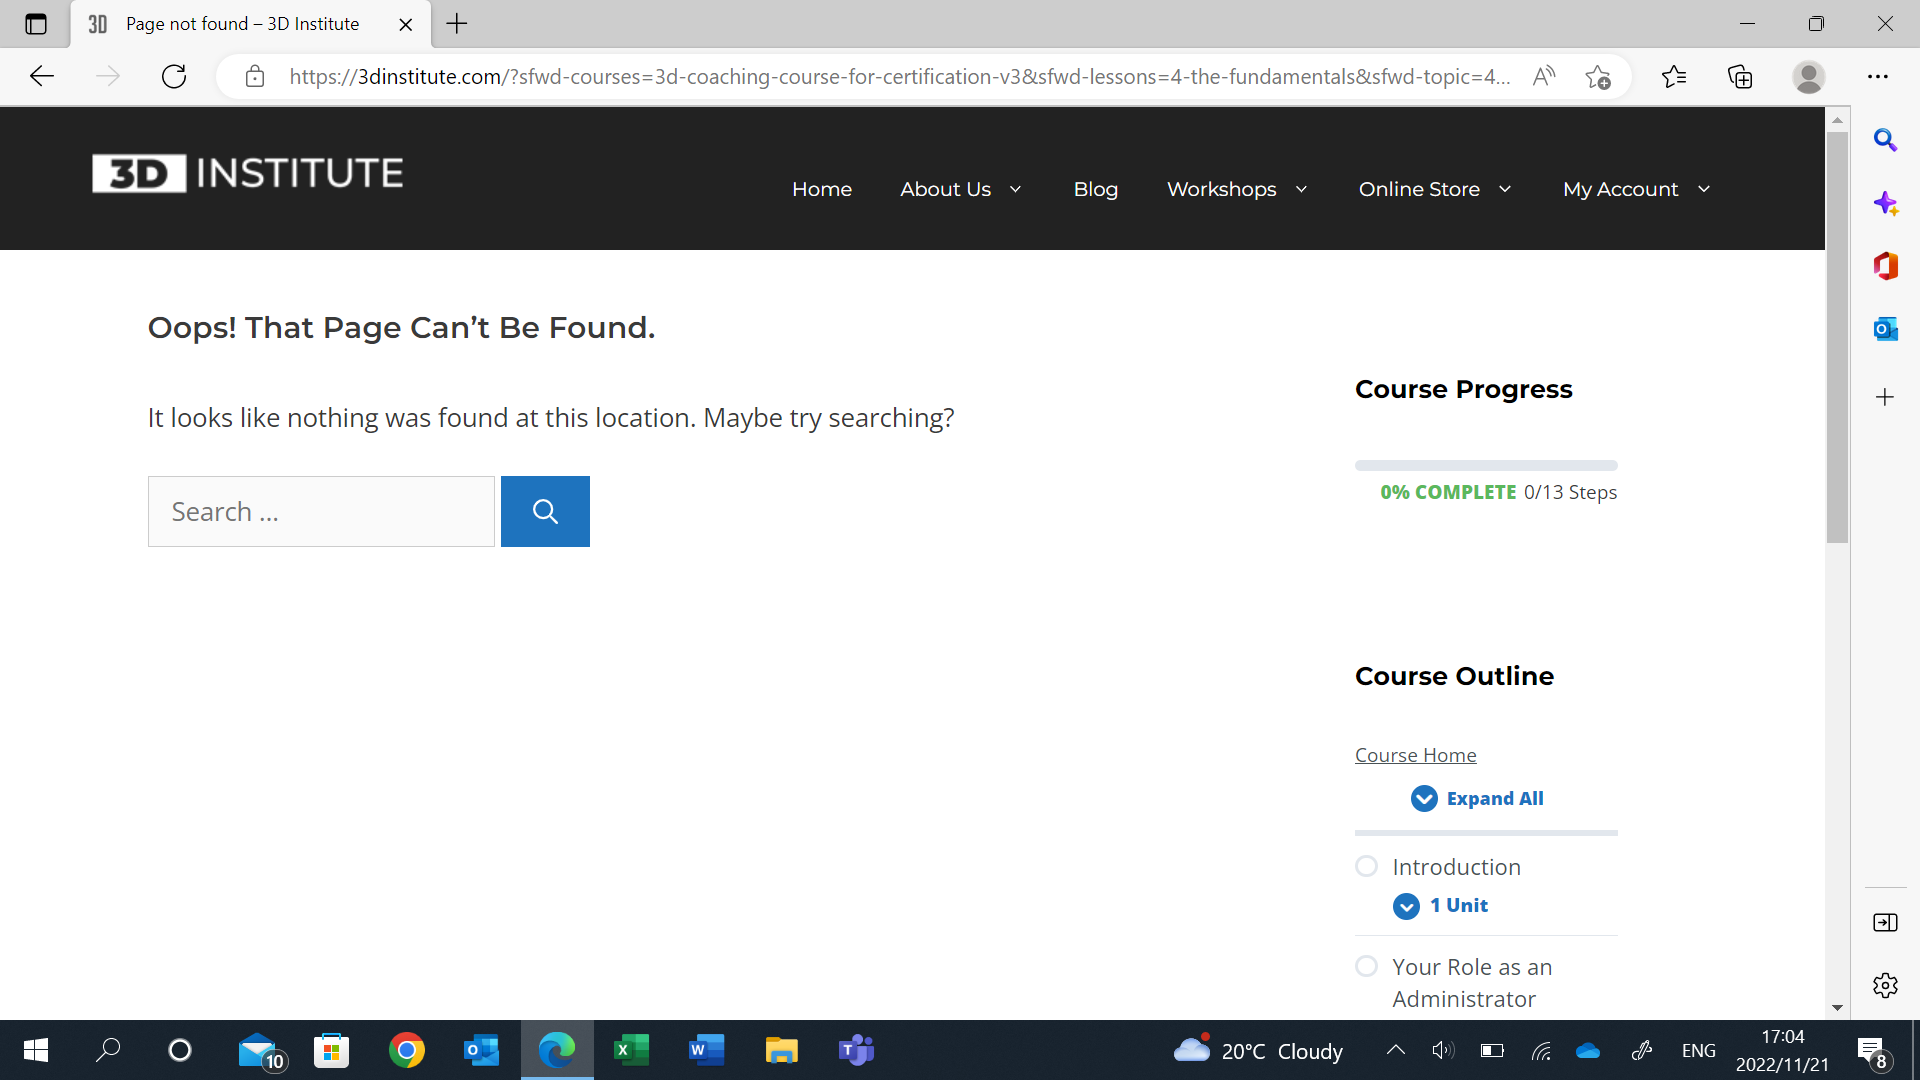 3D Page not found – 3D Institute
https://3dinstitute.com/?sfwd-courses=3d-coaching-course-for-certification-v3&sfwd-lessons=4-the-fundamentals&sfwd-topic=4...
3D INSTITUTE
Home About Us Blog Workshops Online Store My Account
Oops! That Page Can’t Be Found.
It looks like nothing was found at this location. Maybe try searching?
Search ...
Course Progress
0% COMPLETE 0/13 Steps
Course Outline
Course Home
Expand All
Introduction
1 Unit
Your Role as an
Administrator
10
20°C Cloudy
ENG
17:04
2022/11/21
8